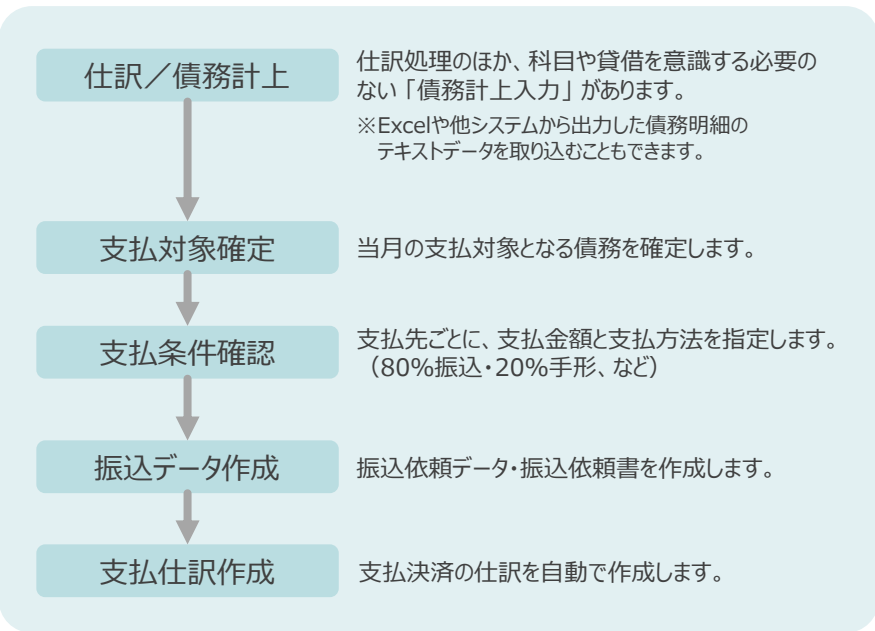 仕訳／債務計上
仕訳処理のほか、科目や貸借を意識する必要の
ない「債務計上入力」があります。
※Excelや他システムから出力した債務明細の
テキストデータを取り込むこともできます。
支払対象確定
当月の支払対象となる債務を確定します。
支払条件確認
支払先ごとに、支払金額と支払方法を指定します。
（80％振込・20％手形、など）
振込データ作成
振込依頼データ・振込依頼書を作成します。
支払仕訳作成
支払決済の仕訳を自動で作成します。